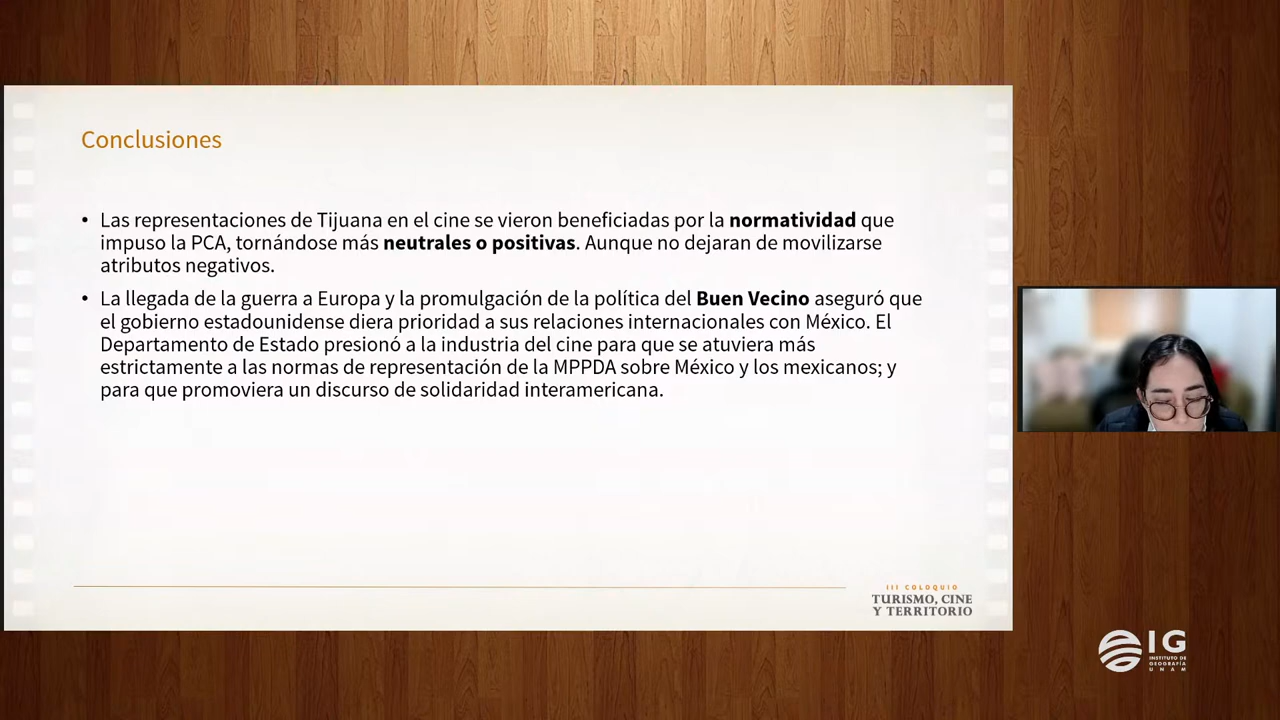 Conclusiones
• Las representaciones de Tijuana en el cine se vieron beneficiadas por la normatividad que
impuso la PCA, tornándose más neutrales o positivas. Aunque no dejaran de movilizarse
atributos negativos.
• La llegada de la guerra a Europa y la promulgación de la política del Buen Vecino aseguró que
el gobierno estadounidense diera prioridad a sus relaciones internacionales con México. El
Departamento de Estado presionó a la industria del cine para que se atuviera más
estrictamente a las normas de representación de la MPPDA sobre México y los mexicanos; y
para que promoviera un discurso de solidaridad interamericana.
III COLOQUIO
TURISMO, CINE
Y TERRITORIO
IG
INSTITUTO DE
GEOGRAFÍA
UNAM